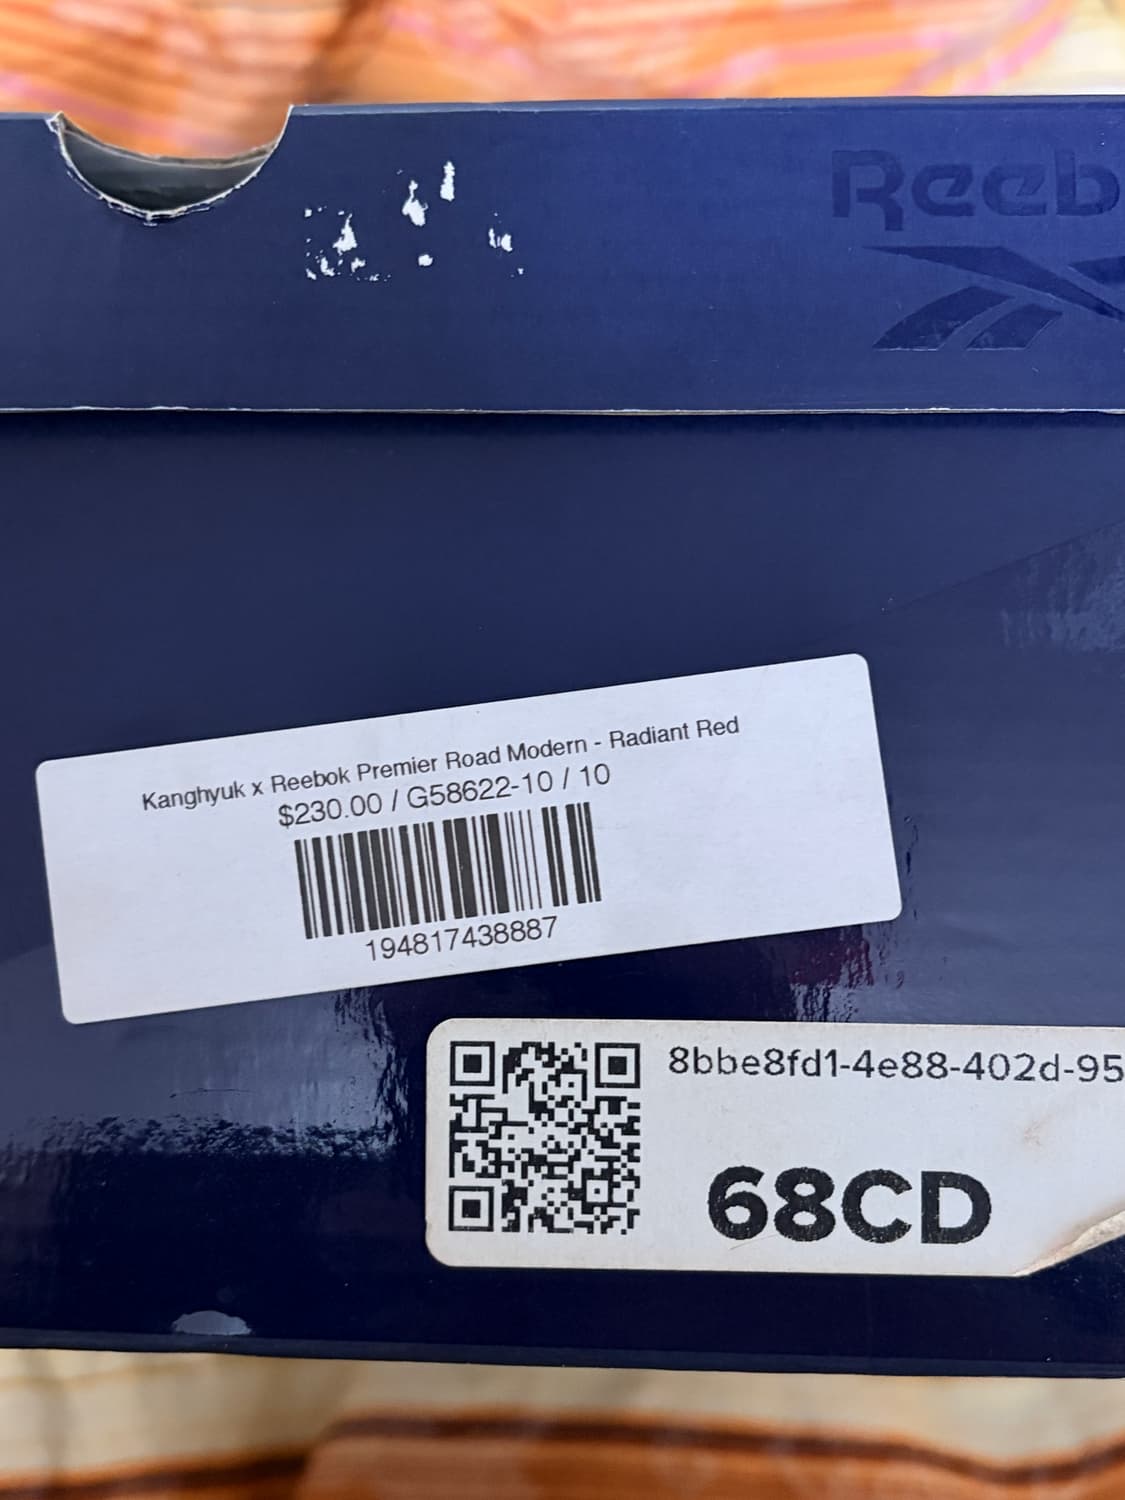 Reeb
Kanghyuk x Reebok Premier Road Modern - Radiant Red
$230.00 / G58622-10 / 10
194817438887
8bbe8fd1-4e88-402d-95
68CD